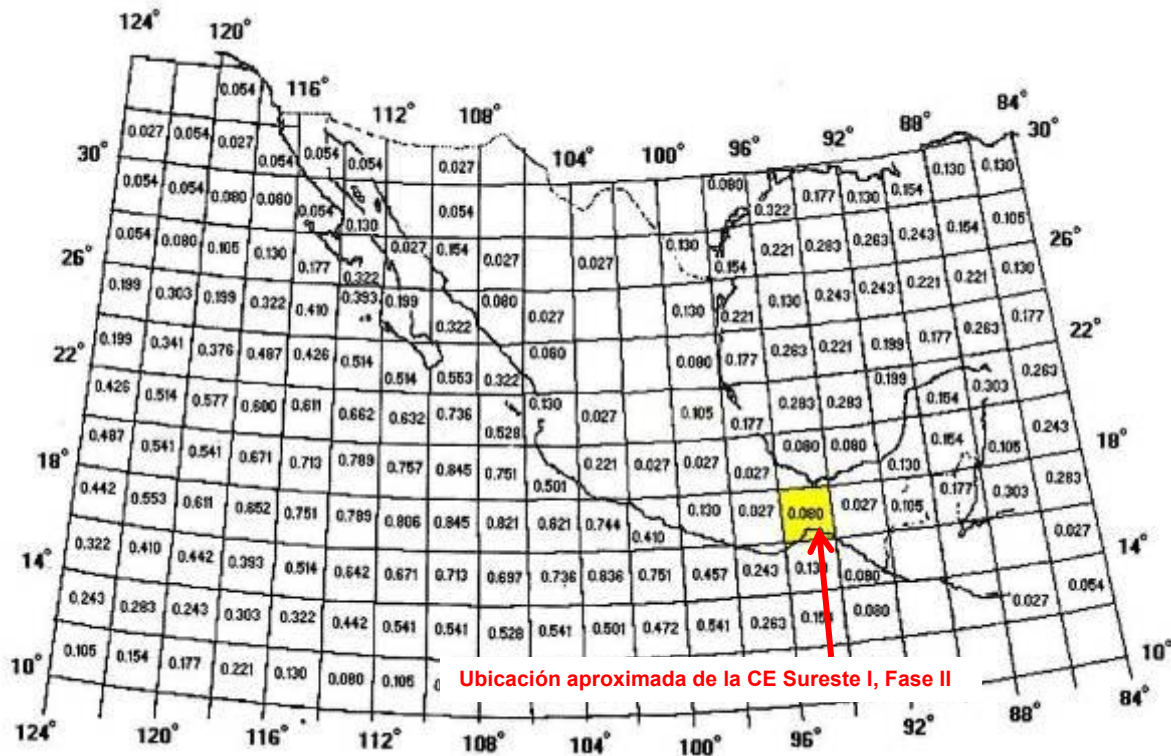 124° 120° 116° 112° 108° 104° 100° 96° 92° 88° 84°
30° 26° 22° 18° 14° 10°
30° 26° 22° 18° 14° 10°
0.054
0.027 0.054 0.027 0.054 0.054 0.054 0.027 0.080 0.322 0.177 0.130 0.154 0.130 0.130
0.054 0.054 0.080 0.080 0.054 0.130 0.027 0.054 0.154 0.027 0.027 0.130 0.154 0.221 0.283 0.263 0.243 0.154 0.105
0.054 0.080 0.105 0.130 0.177 0.322 0.130 0.221 0.130 0.243 0.243 0.221 0.221 0.130
0.199 0.303 0.199 0.322 0.410 0.393 0.199 0.322 0.080 0.027 0.080 0.177 0.263 0.221 0.199 0.177 0.263 0.177
0.199 0.341 0.376 0.487 0.426 0.514 0.514 0.553 0.322 0.105 0.177 0.283 0.283 0.199 0.154 0.303 0.263
0.426 0.514 0.577 0.600 0.611 0.662 0.632 0.736 0.528 0.130 0.027 0.027 0.080 0.080 0.130 0.154 0.105 0.243
0.487 0.541 0.541 0.671 0.713 0.789 0.757 0.845 0.751 0.501 0.221 0.027 0.027 0.130 0.027 0.080 0.027 0.105 0.177 0.303 0.283
0.442 0.553 0.611 0.652 0.751 0.789 0.806 0.845 0.821 0.821 0.744 0.410 0.027
0.322 0.410 0.442 0.393 0.514 0.642 0.671 0.713 0.697 0.736 0.836 0.751 0.457 0.243 0.080 0.027 0.054
0.243 0.283 0.243 0.303 0.322 0.442 0.541 0.541 0.528 0.541 0.501 0.472 0.541 0.263 0.080
0.105 0.154 0.177 0.221 0.130 0.080 0.105
Ubicación aproximada de la CE Sureste I, Fase II
124° 120° 116° 112° 108° 104° 100° 96° 92° 88° 84°